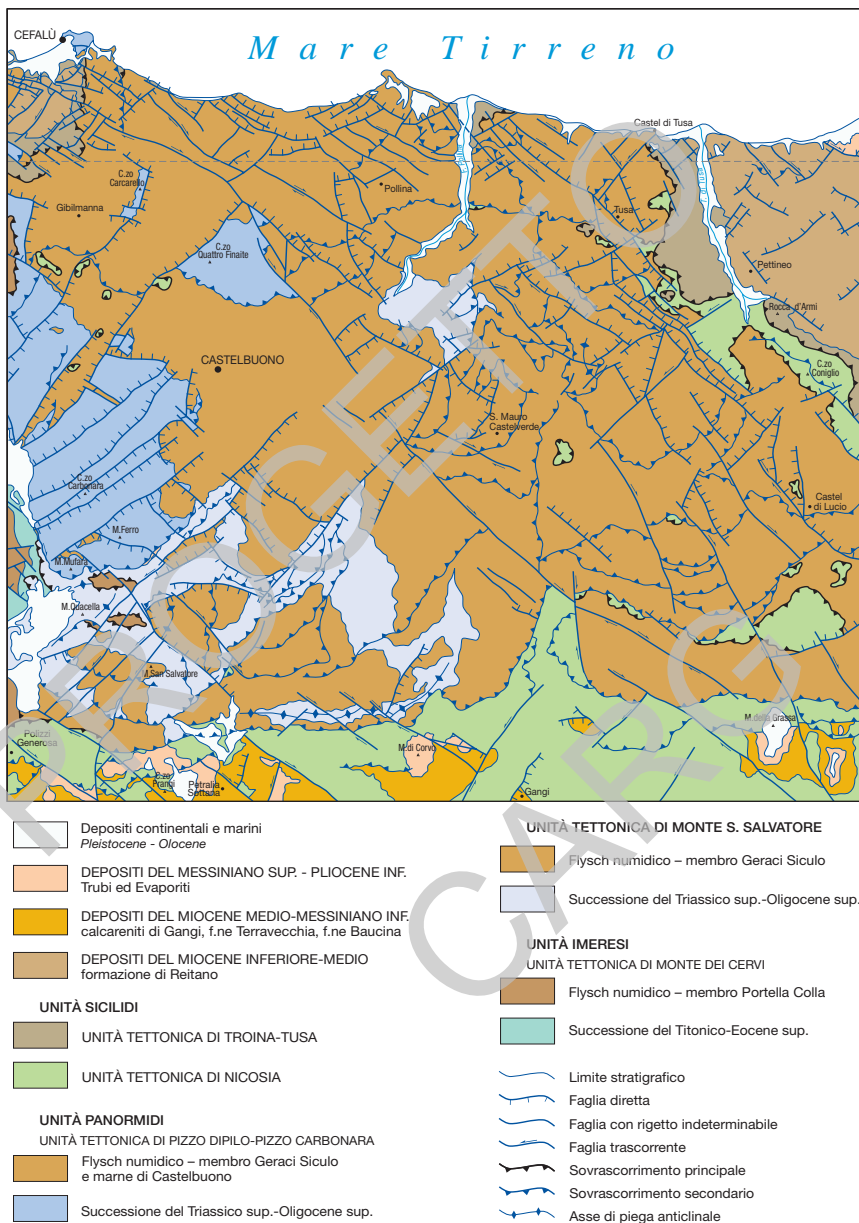 CEFALÙ
Mare Tirreno
Castel di Tusa
C.zo
Carcarello
Pollina
Gibilmanna
Tusa
C.zo
Quattro Finaite
Pettineo
Rocca d'Armi
CASTELBUONO
C.zo
Coniglio
S. Mauro
Castelverde
C.zo
Carbonara
Castel
di Lucio
M.Ferro
M.Mufara
M.Quacella
M.San Salvatore
M.della Grassa
Polizzi
Generosa
M.di Corvo
C.zo
Prangi
Petralia
Sottana
Gangi
PROGETTO
CARG
Depositi continentali e marini
Pleistocene - Olocene
DEPOSITI DEL MESSINIANO SUP. - PLIOCENE INF.
Trubi ed Evaporiti
DEPOSITI DEL MIOCENE MEDIO-MESSINIANO INF.
calcareniti di Gangi, f.ne Terravecchia, f.ne Baucina
DEPOSITI DEL MIOCENE INFERIORE-MEDIO
formazione di Reitano
UNITÀ SICILIDI
UNITÀ TETTONICA DI TROINA-TUSA
UNITÀ TETTONICA DI NICOSIA
UNITÀ PANORMIDI
UNITÀ TETTONICA DI PIZZO DIPILO-PIZZO CARBONARA
Flysch numidico – membro Geraci Siculo
e marne di Castelbuono
Successione del Triassico sup.-Oligocene sup.
UNITÀ TETTONICA DI MONTE S. SALVATORE
Flysch numidico – membro Geraci Siculo
Successione del Triassico sup.-Oligocene sup.
UNITÀ IMERESI
UNITÀ TETTONICA DI MONTE DEI CERVI
Flysch numidico – membro Portella Colla
Successione del Titonico-Eocene sup.
Limite stratigrafico
Faglia diretta
Faglia con rigetto indeterminabile
Faglia trascorrente
Sovrascorrimento principale
Sovrascorrimento secondario
Asse di piega anticlinale